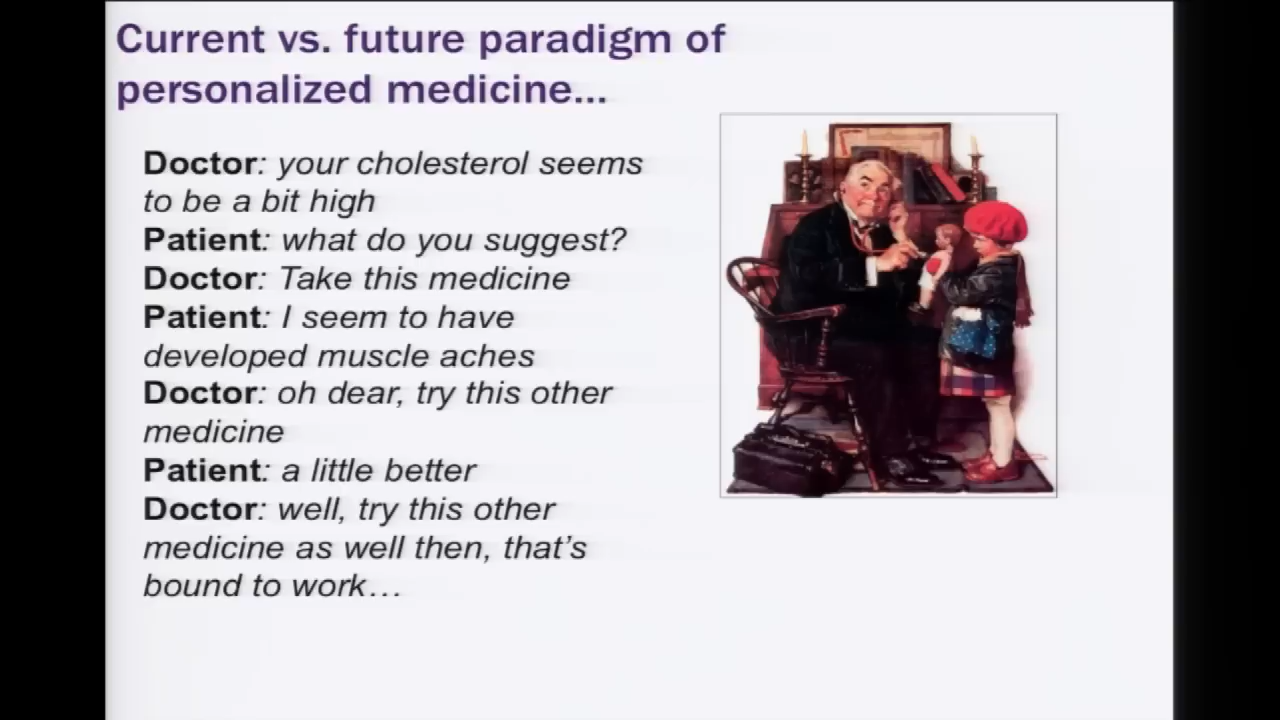 Current vs. future paradigm of
personalized medicine...
Doctor: your cholesterol seems
to be a bit high
Patient: what do you suggest?
Doctor: Take this medicine
Patient: I seem to have
developed muscle aches
Doctor: oh dear, try this other
medicine
Patient: a little better
Doctor: well, try this other
medicine as well then, that’s
bound to work…